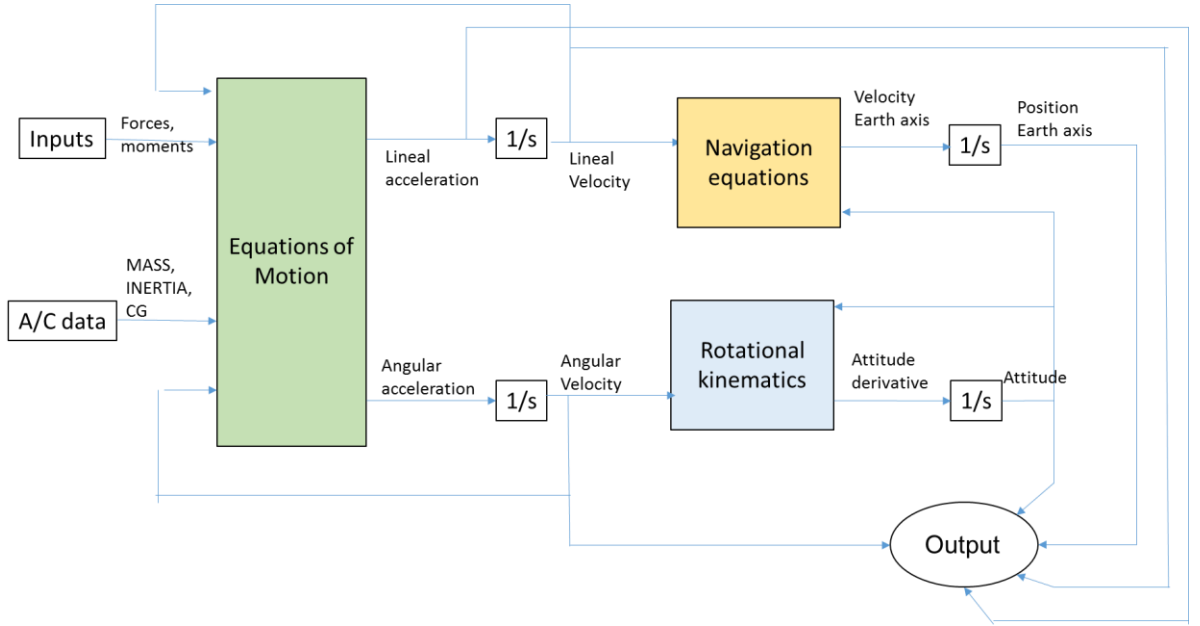 Inputs
Forces,
moments
A/C data
MASS,
INERTIA,
CG
Equations of
Motion
Lineal
acceleration
1/s
Lineal
Velocity
Navigation
equations
Velocity
Earth axis
1/s
Position
Earth axis
Angular
acceleration
1/s
Angular
Velocity
Rotational
kinematics
Attitude
derivative
1/s
Attitude
Output